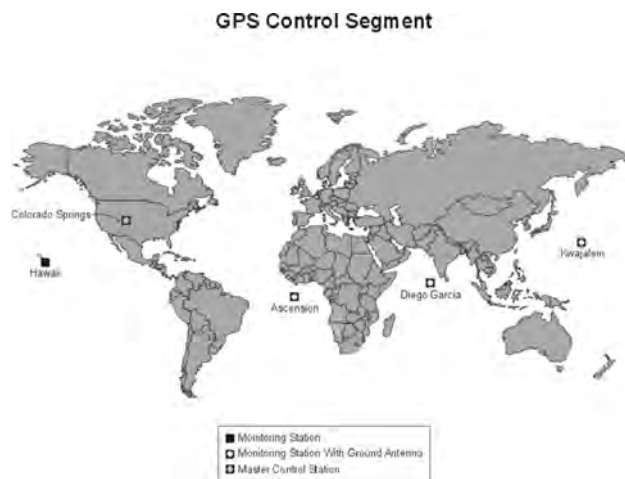 GPS Control Segment
Colorado Springs
Hawaii
Kwajalein
Ascension
Diego Garcia
Monitoring Station
Monitoring Station With Ground Antenna
Master Control Station